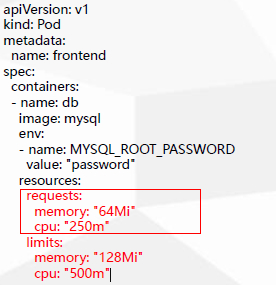 apiVersion: v1
kind: Pod
metadata:
  name: frontend
spec:
  containers:
  - name: db
    image: mysql
    env:
    - name: MYSQL_ROOT_PASSWORD
      value: "password"
    resources:
      requests:
        memory: "64Mi"
        cpu: "250m"
      limits:
        memory: "128Mi"
        cpu: "500m"